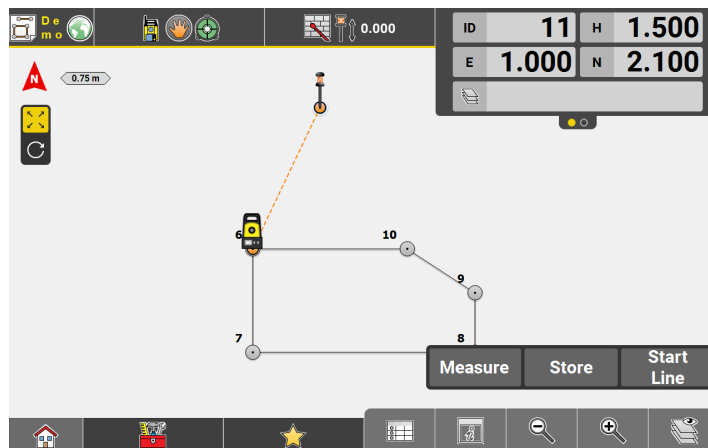 De
mo
0.000
ID 11 H 1.500
E 1.000 N 2.100
N
0.75 m
6
10
9
7
8
Measure
Store
Start
Line